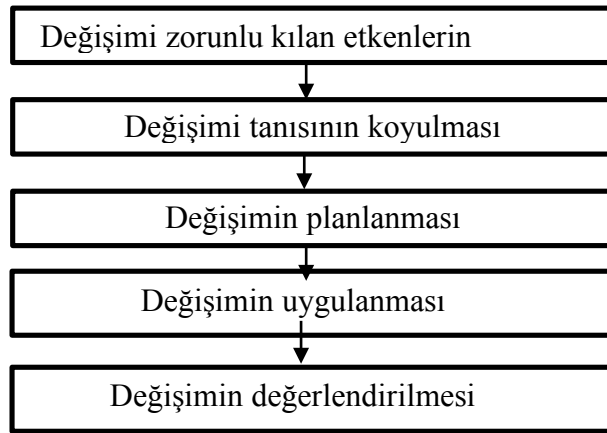 Değişimi zorunlu kılan etkenlerin
Değişimi tanısının koyulması
Değişimin planlanması
Değişimin uygulanması
Değişimin değerlendirilmesi